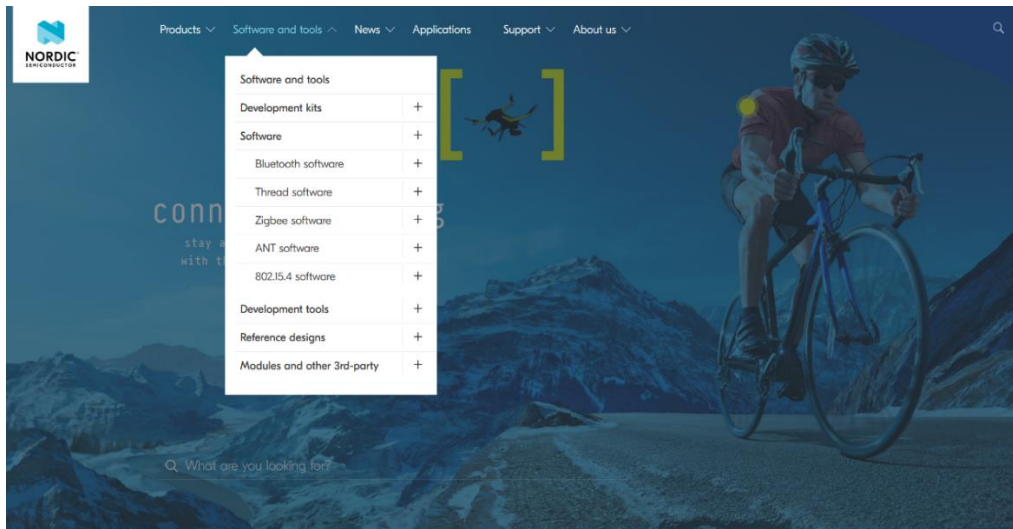 NORDIC
SEMICONDUCTOR
Products Software and tools News Applications Support About us
Software and tools
Development kits +
Software +
Bluetooth software +
Thread software +
Zigbee software +
ANT software +
802.15.4 software +
Development tools +
Reference designs +
Modules and other 3rd-party +
conn g
stay a
with t
What are you looking for?